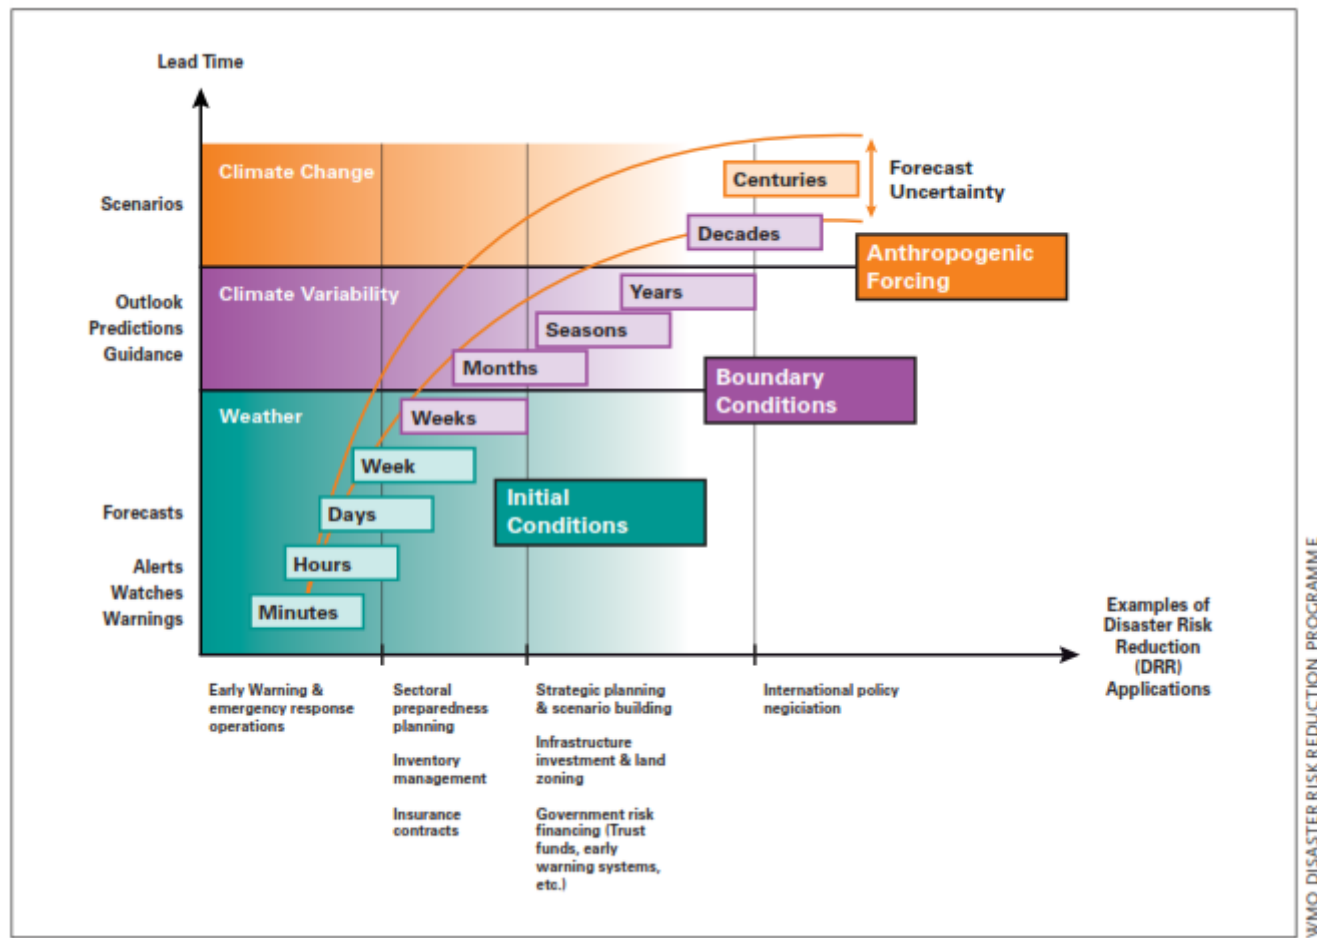 Lead Time
Climate Change
Scenarios
Centuries
Forecast
Uncertainty
Decades
Anthropogenic
Forcing
Climate Variability
Outlook
Predictions
Guidance
Years
Seasons
Months
Boundary
Conditions
Weather
Weeks
Week
Initial
Conditions
Forecasts
Days
Alerts
Watches
Warnings
Hours
Minutes
Examples of
Disaster Risk
Reduction
(DRR)
Applications
Early Warning &
emergency response
operations
Sectoral
preparedness
planning
Inventory
management
Insurance
contracts
Strategic planning
& scenario building
Infrastructure
investment & land
zoning
Government risk
financing (Trust
funds, early
warning systems,
etc.)
International policy
negiciation
WMO DISASTER RISK REDUCTION PROGRAMME